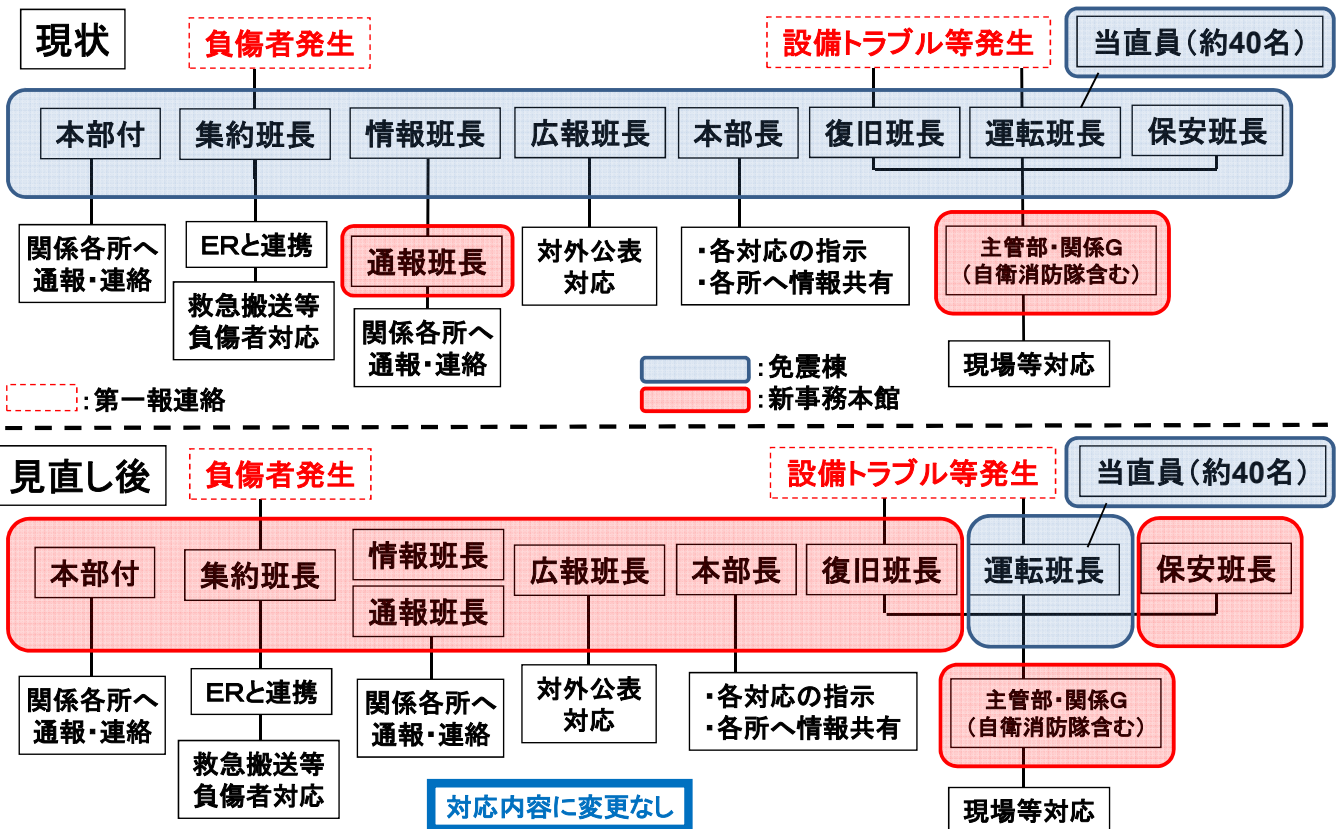 現状
負傷者発生
設備トラブル等発生
当直員（約40名）
本部付
集約班長
情報班長
広報班長
本部長
復旧班長
運転班長
保安班長
関係各所へ
通報・連絡
ERと連携
救急搬送等
負傷者対応
通報班長
関係各所へ
通報・連絡
対外公表
対応
・各対応の指示
・各所へ情報共有
主管部・関係G
（自衛消防隊含む）
現場等対応
：第一報連絡
：免震棟
：新事務本館
見直し後
負傷者発生
設備トラブル等発生
当直員（約40名）
本部付
集約班長
情報班長
通報班長
広報班長
本部長
復旧班長
運転班長
保安班長
関係各所へ
通報・連絡
ERと連携
救急搬送等
負傷者対応
関係各所へ
通報・連絡
対外公表
対応
・各対応の指示
・各所へ情報共有
主管部・関係G
（自衛消防隊含む）
現場等対応
対応内容に変更なし